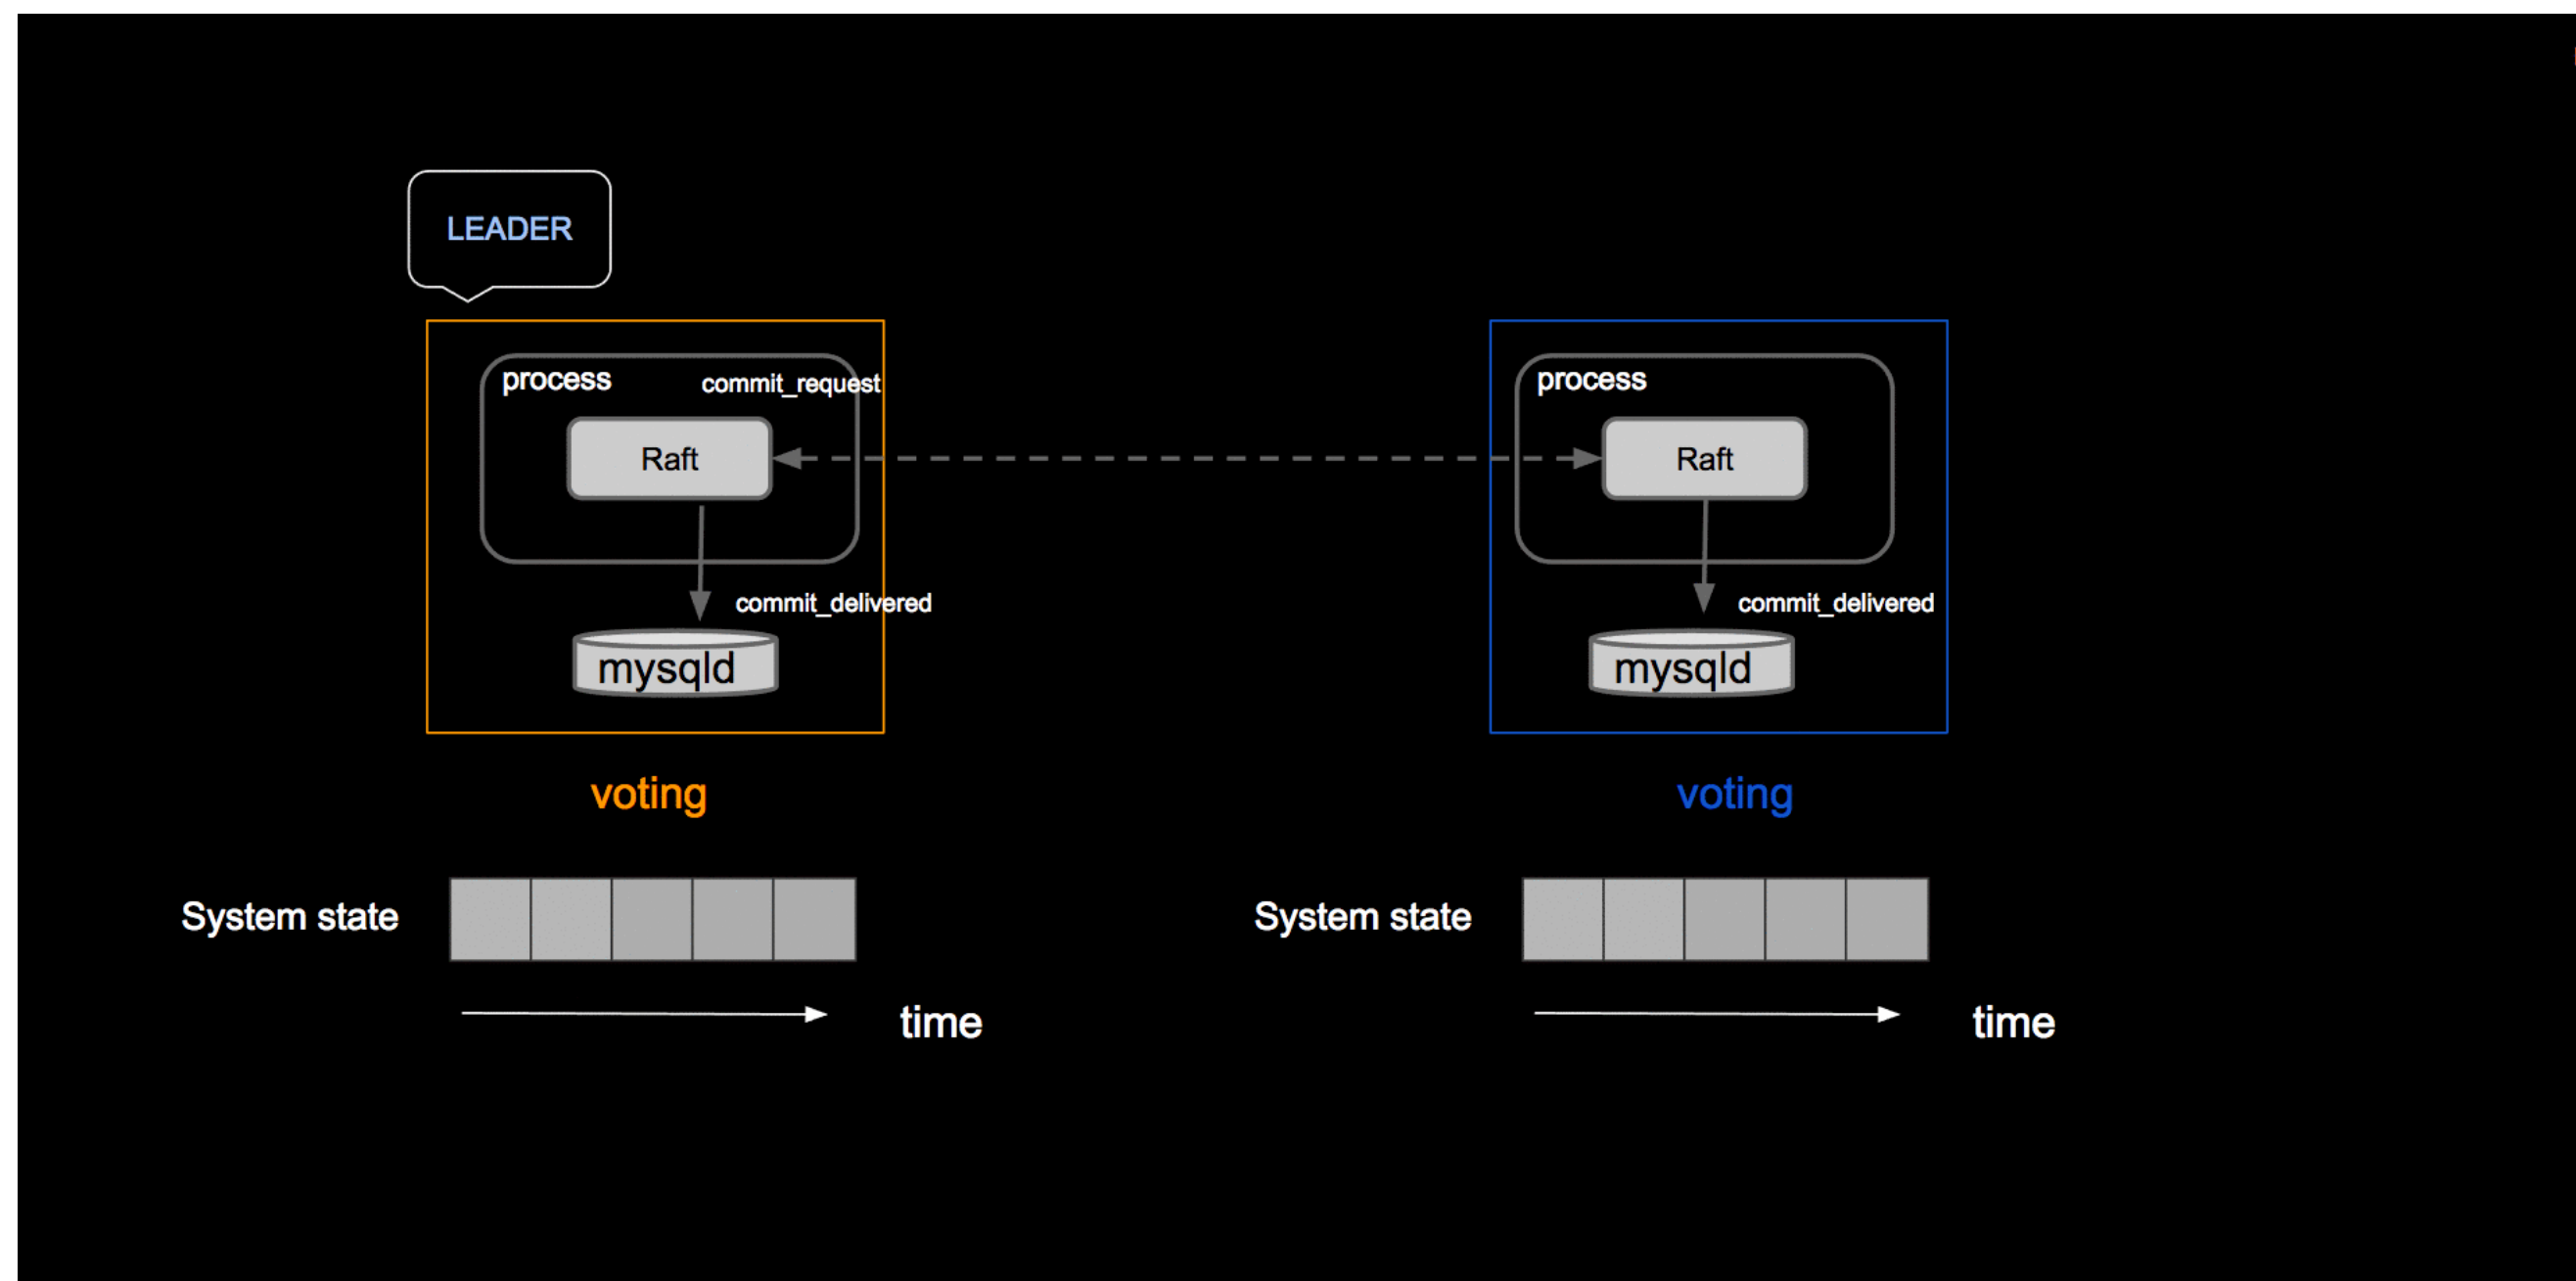 LEADER
process
commit_request
Raft
commit_delivered
mysqld
voting
System state
time
process
Raft
commit_delivered
mysqld
voting
System state
time